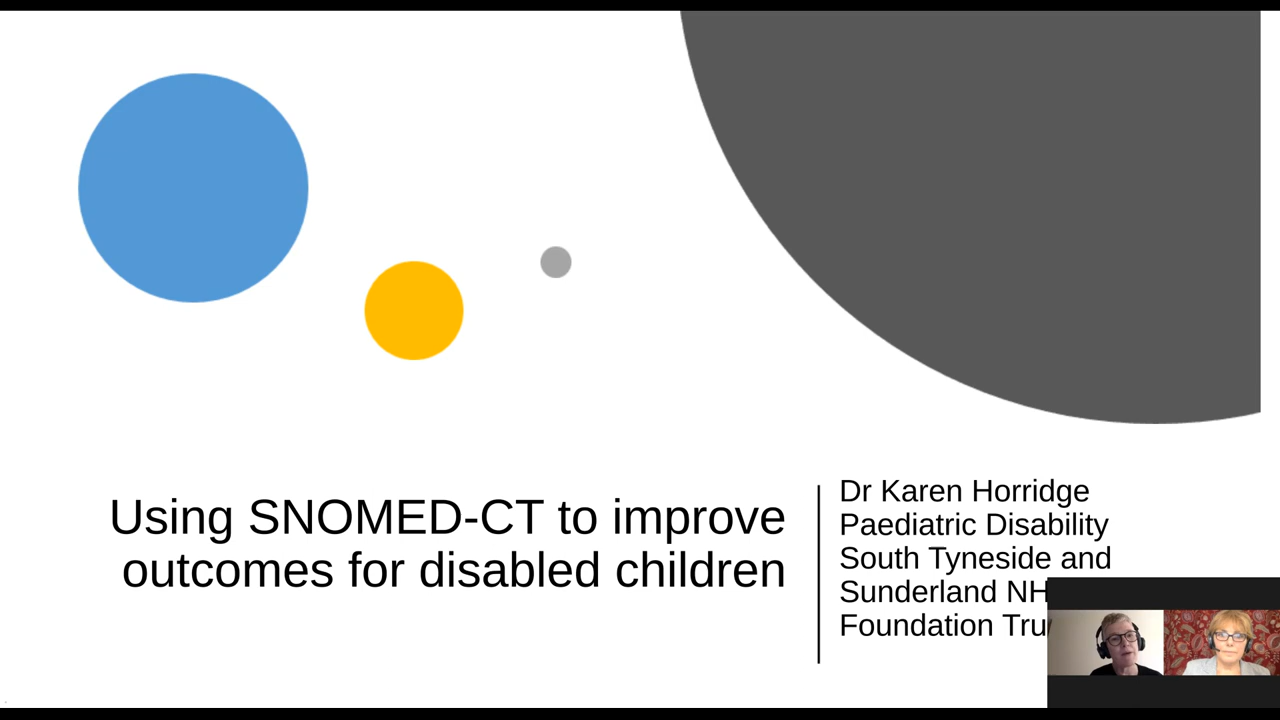 Using SNOMED-CT to improve
outcomes for disabled children
Dr Karen Horridge
Paediatric Disability
South Tyneside and
Sunderland NH
Foundation Tru